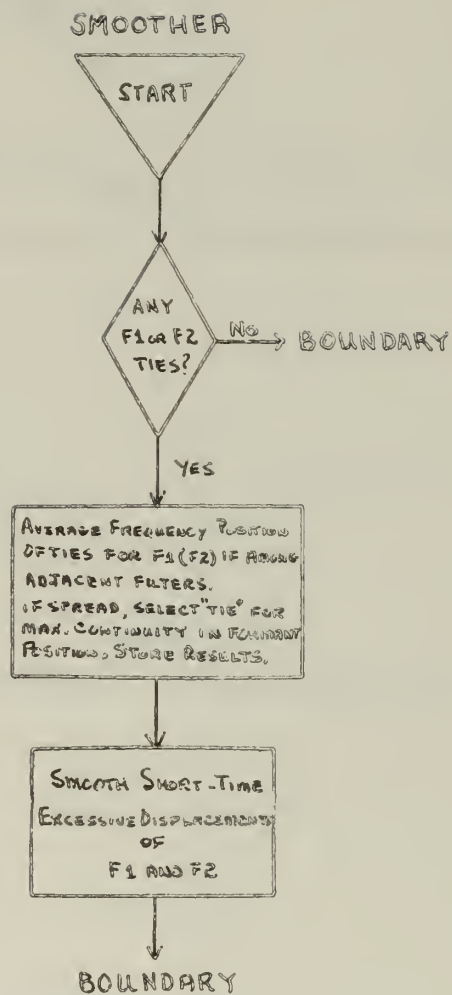 SMOOTHER
START
ANY
F1 OR F2
TIES?
NO
BOUNDARY
YES
AVERAGE FREQUENCY POSITION
OF TIES FOR F1(F2) IF AMONG
ADJACENT FILTERS.
IF SPREAD, SELECT "TIE" FOR
MAX. CONTINUITY IN FORMANT
POSITION. STORE RESULTS.
SMOOTH SHORT-TIME
EXCESSIVE DISPLACEMENTS
OF
F1 AND F2
BOUNDARY